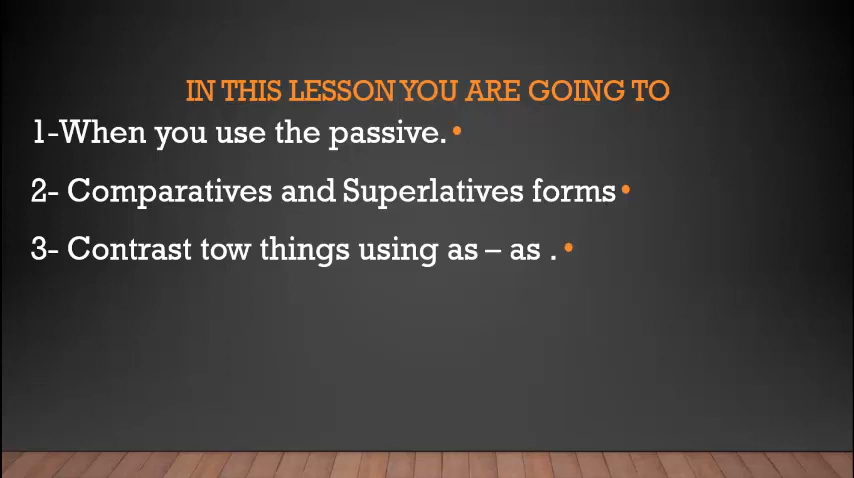 IN THIS LESSON YOU ARE GOING TO
1-When you use the passive.•
2- Comparatives and Superlatives forms•
3- Contrast tow things using as – as .•